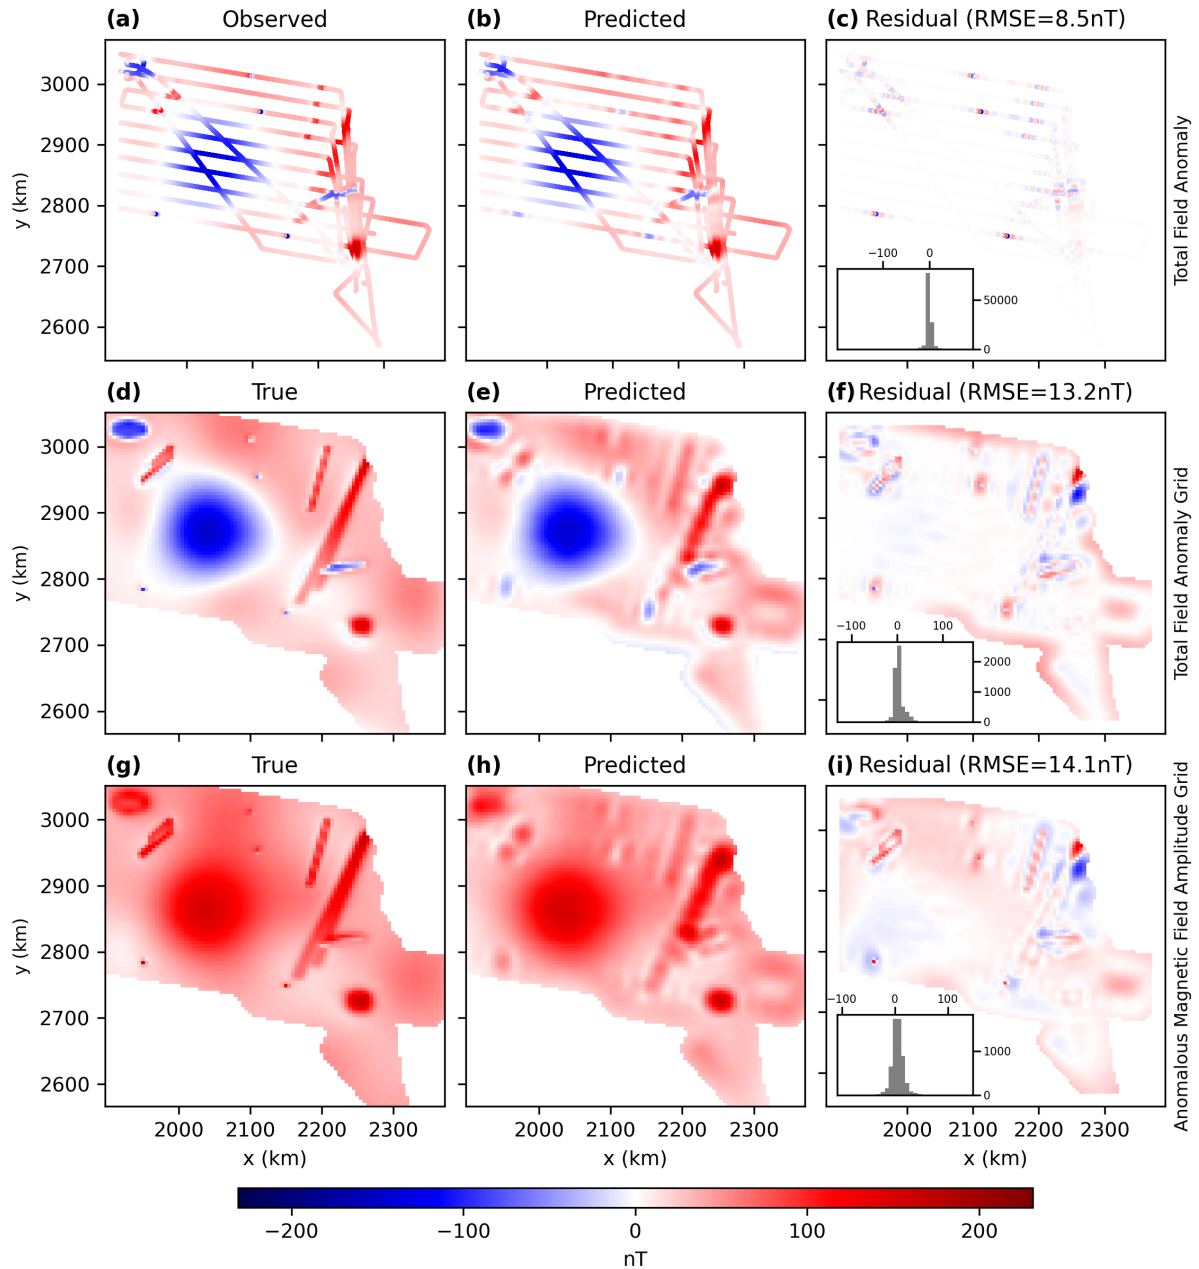 (a) Observed
(b) Predicted
(c) Residual (RMSE=8.5nT)
y (km)
3000
2900
2800
2700
2600
−100 0
50000
0
Total Field Anomaly
(d) True
(e) Predicted
(f) Residual (RMSE=13.2nT)
y (km)
3000
2900
2800
2700
2600
−100 0 100
2000
1000
0
Total Field Anomaly Grid
(g) True
(h) Predicted
(i) Residual (RMSE=14.1nT)
y (km)
3000
2900
2800
2700
2600
−100 0 100
1000
0
Anomalous Magnetic Field Amplitude Grid
2000 2100 2200 2300
2000 2100 2200 2300
2000 2100 2200 2300
x (km)
x (km)
x (km)
−200 −100 0 100 200
nT